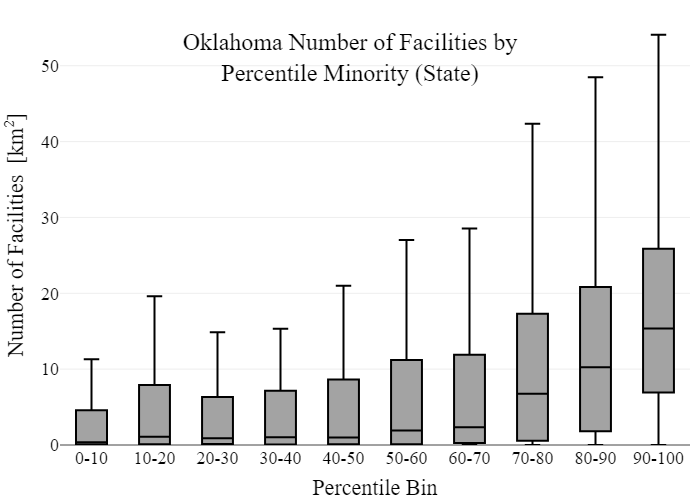 Oklahoma Number of Facilities by
Percentile Minority (State)
Number of Facilities [km²]
50
40
30
20
10
0
0-10 10-20 20-30 30-40 40-50 50-60 60-70 70-80 80-90 90-100
Percentile Bin